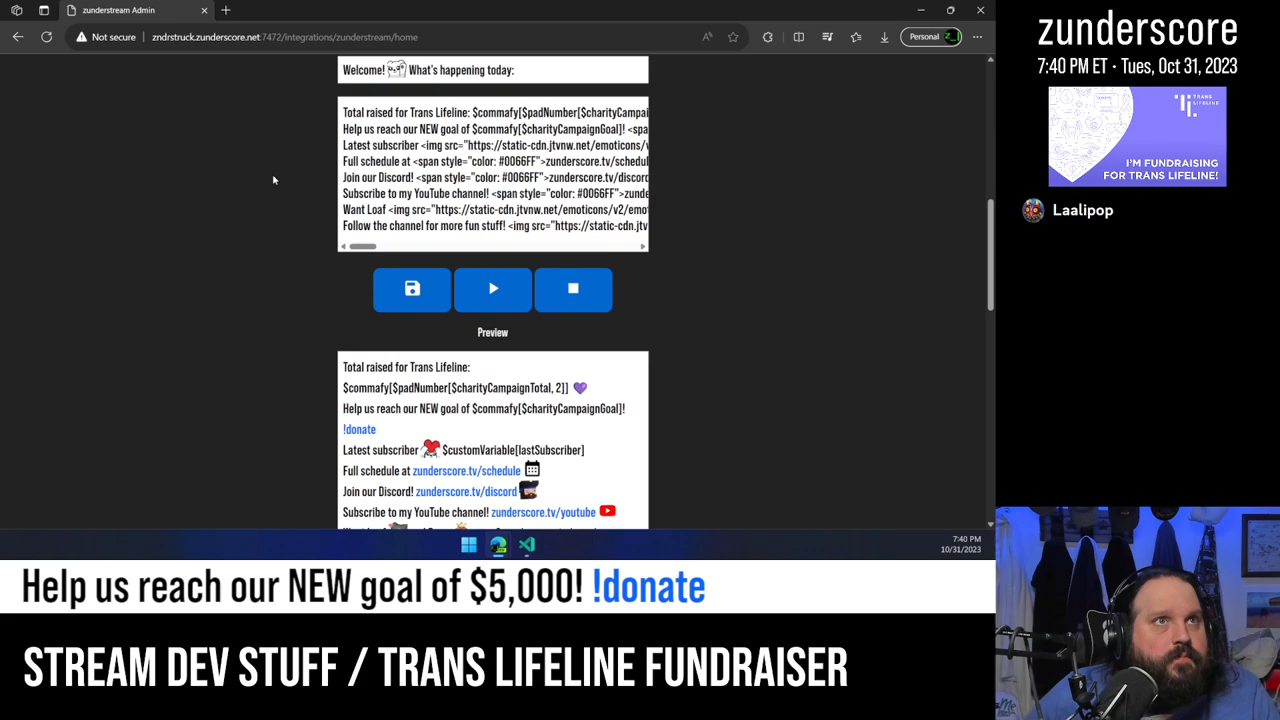 zunderstream Admin
Not secure
zndrstruck.zunderscore.net:7472/integrations/zunderstream/home
Personal
Welcome! What's happening today:
Total raised for Trans Lifeline: $commafy[$padNumber[$charityCampai
Help us reach our NEW goal of $commafy[$charityCampaignGoal]! <spa
Latest subscriber <img src="https://static-cdn.jtvnw.net/emoticons/v
Full schedule at <span style="color: #0066FF">zunderscore.tv/schedul
Join our Discord! <span style="color: #0066FF">zunderscore.tv/discord
Subscribe to my YouTube channel! <span style="color: #0066FF">zunde
Want Loaf <img src="https://static-cdn.jtvnw.net/emoticons/v2/emo
Follow the channel for more fun stuff! <img src="https://static-cdn.jtv
Preview
Total raised for Trans Lifeline:
$commafy[$padNumber[$charityCampaignTotal, 2]]
Help us reach our NEW goal of $commafy[$charityCampaignGoal]!
!donate
Latest subscriber $customVariable[lastSubscriber]
Full schedule at zunderscore.tv/schedule
Join our Discord! zunderscore.tv/discord
Subscribe to my YouTube channel! zunderscore.tv/youtube
7:40 PM
10/31/2023
Help us reach our NEW goal of $5,000! !donate
STREAM DEV STUFF / TRANS LIFELINE FUNDRAISER
zunderscore
7:40 PM ET · Tues, Oct 31, 2023
TRANS
LIFELINE
I'M FUNDRAISING
FOR TRANS LIFELINE!
Laalipop